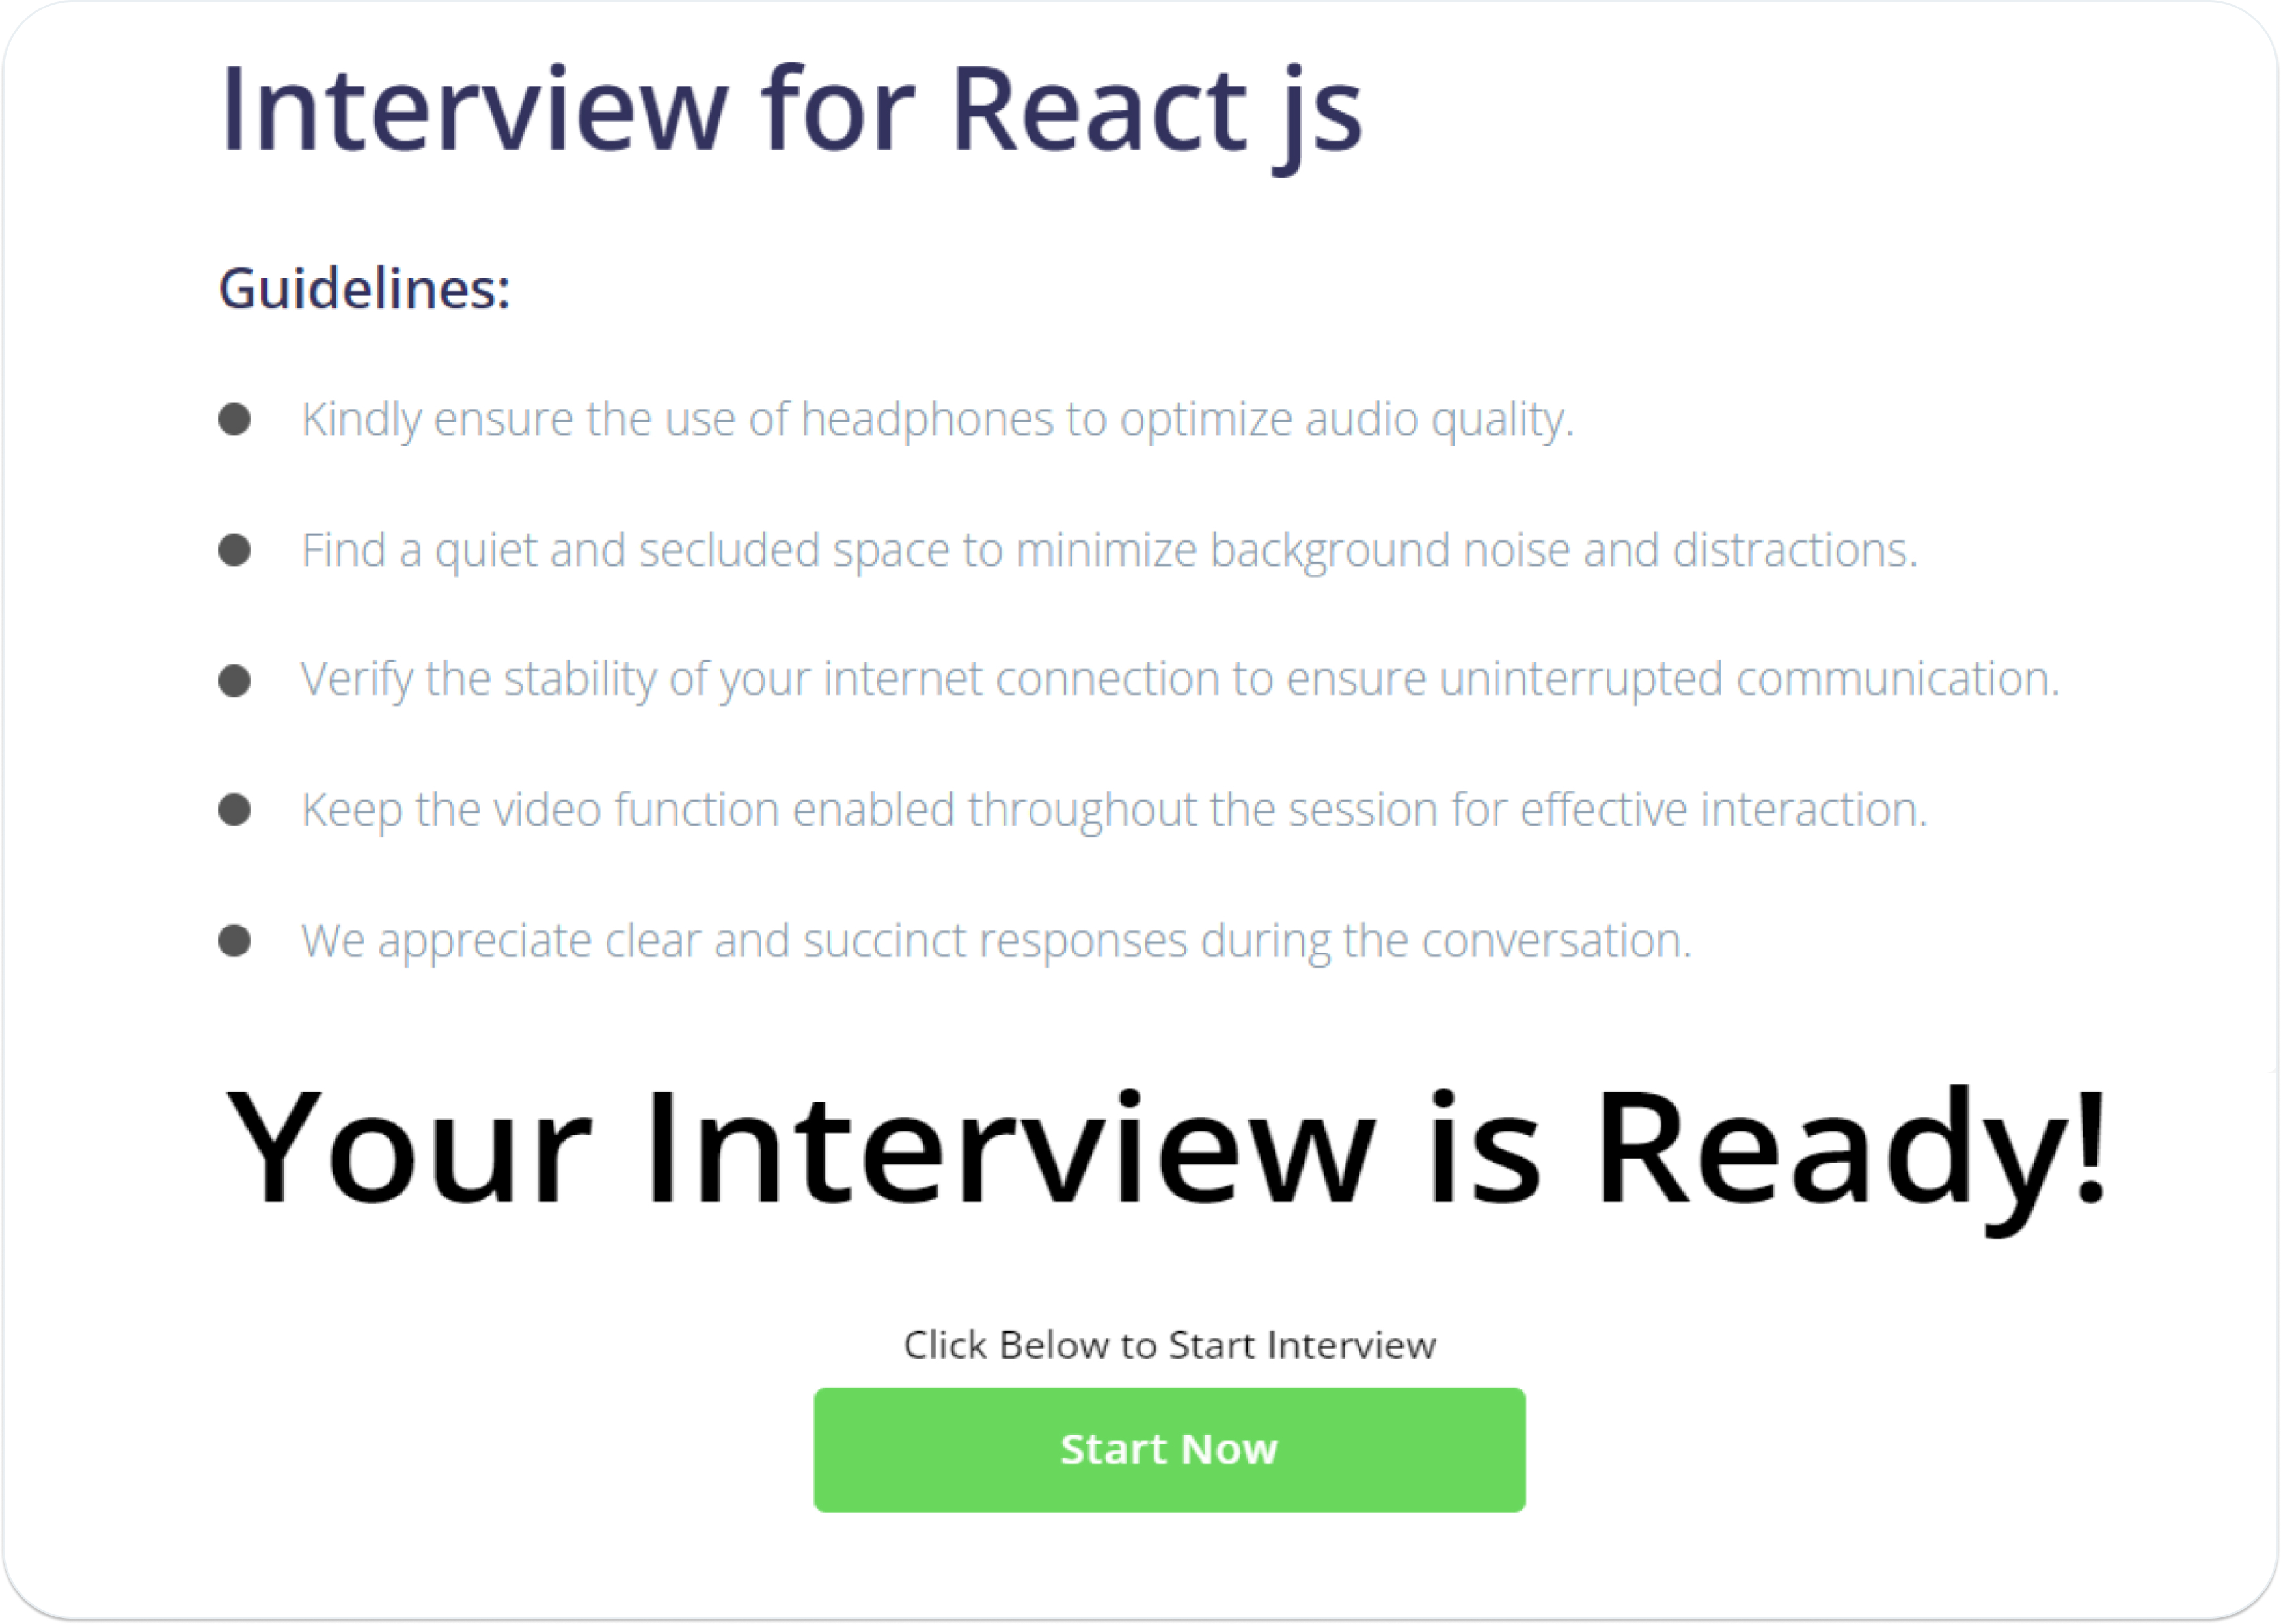 Interview for React js
Guidelines:
Kindly ensure the use of headphones to optimize audio quality.
Find a quiet and secluded space to minimize background noise and distractions.
Verify the stability of your internet connection to ensure uninterrupted communication.
Keep the video function enabled throughout the session for effective interaction.
We appreciate clear and succinct responses during the conversation.
Your Interview is Ready!
Click Below to Start Interview
Start Now